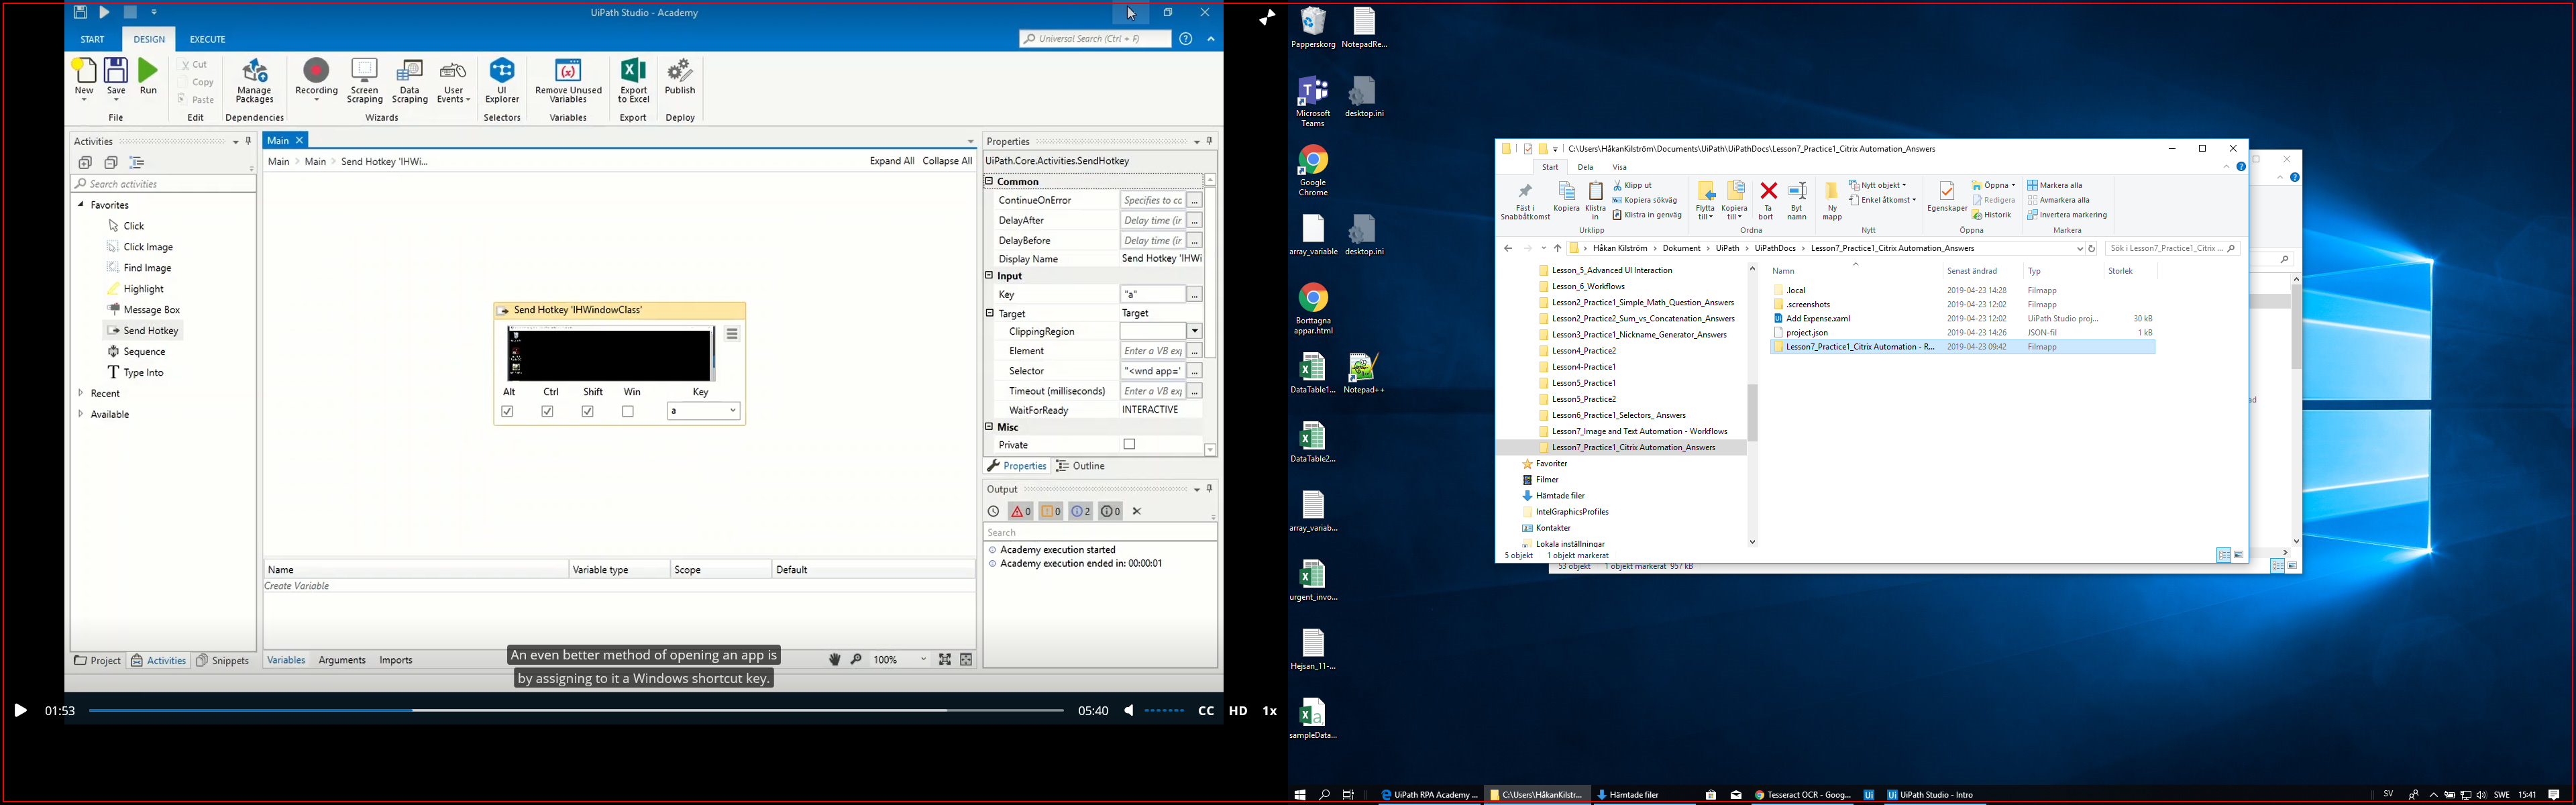 UiPath Studio - Academy
START DESIGN EXECUTE
Universal Search (Ctrl + F)
New Save Run
Cut
Copy
Paste
Manage Packages
Recording
Screen Scraping
Data Scraping
User Events
UI Explorer
Remove Unused Variables
Export to Excel
Publish
File Edit Dependencies Wizards Selectors Variables Export Deploy
Activities
Search activities
Favorites
Click
Click Image
Find Image
Highlight
Message Box
Send Hotkey
Sequence
Type Into
Recent
Available
Project Activities Snippets
Main
Main > Main > Send Hotkey 'IHWi...
Expand All Collapse All
Send Hotkey 'IHWindowClass'
Alt Ctrl Shift Win Key
a
Name Variable type Scope Default
Create Variable
Variables Arguments Imports
100%
Properties
UiPath.Core.Activities.SendHotkey
Common
ContinueOnError Specifies to cc ...
DelayAfter Delay time (ir ...
DelayBefore Delay time (ir ...
Display Name Send Hotkey 'IHWi
Input
Key "a" ...
Target Target
ClippingRegion
Element Enter a VB exp ...
Selector "<wnd app=' ...
Timeout (milliseconds) Enter a VB exp ...
WaitForReady INTERACTIVE
Misc
Private
Properties Outline
Output
0 0 2 0
Search
Academy execution started
Academy execution ended in: 00:00:01
An even better method of opening an app is
by assigning to it a Windows shortcut key.
01:53 05:40 CC HD 1x
Papperskorg NotepadRe...
Microsoft Teams desktop.ini
Google Chrome
array_variable desktop.ini
Borttagna appar.html
DataTable1... Notepad++
DataTable2...
array_variab...
urgent_invo...
Hejsan_11-...
sampleData...
C:\Users\HåkanKilström\Documents\UiPath\UiPathDocs\Lesson7_Practice1_Citrix Automation_Answers
Start Dela Visa
Fäst i Snabbåtkomst
Kopiera
Klistra in
Klipp ut
Kopiera sökväg
Klistra in genväg
Flytta till
Kopiera till
Ta bort
Byt namn
Ny mapp
Nytt objekt
Enkel åtkomst
Egenskaper
Öppna
Redigera
Historik
Markera alla
Avmarkera alla
Invertera markering
Urklipp Ordna Nytt Öppna Markera
Håkan Kilström > Dokument > UiPath > UiPathDocs > Lesson7_Practice1_Citrix Automation_Answers
Sök i Lesson7_Practice1_Citrix ...
Lesson_5_Advanced UI Interaction
Lesson_6_Workflows
Lesson2_Practice1_Simple_Math_Question_Answers
Lesson2_Practice2_Sum_vs_Concatenation_Answers
Lesson3_Practice1_Nickname_Generator_Answers
Lesson4_Practice2
Lesson4-Practice1
Lesson5_Practice1
Lesson5_Practice2
Lesson6_Practice1_Selectors_ Answers
Lesson7_Image and Text Automation - Workflows
Lesson7_Practice1_Citrix Automation_Answers
Favoriter
Filmer
Hämtade filer
IntelGraphicsProfiles
Kontakter
Lokala inställningar
Namn Senast ändrad Typ Storlek
.local 2019-04-23 14:28 Filmapp
.screenshots 2019-04-23 12:02 Filmapp
Add Expense.xaml 2019-04-23 12:02 UiPath Studio proj... 30 kB
project.json 2019-04-23 14:26 JSON-fil 1 kB
Lesson7_Practice1_Citrix Automation - R... 2019-04-23 09:42 Filmapp
5 objekt 1 objekt markerat
53 objekt 1 objekt markerat 957 kB
UiPath RPA Academy ... C:\Users\HåkanKilstr... Hämtade filer Tesseract OCR - Goog... UiPath Studio - Intro
SV SWE 15:41